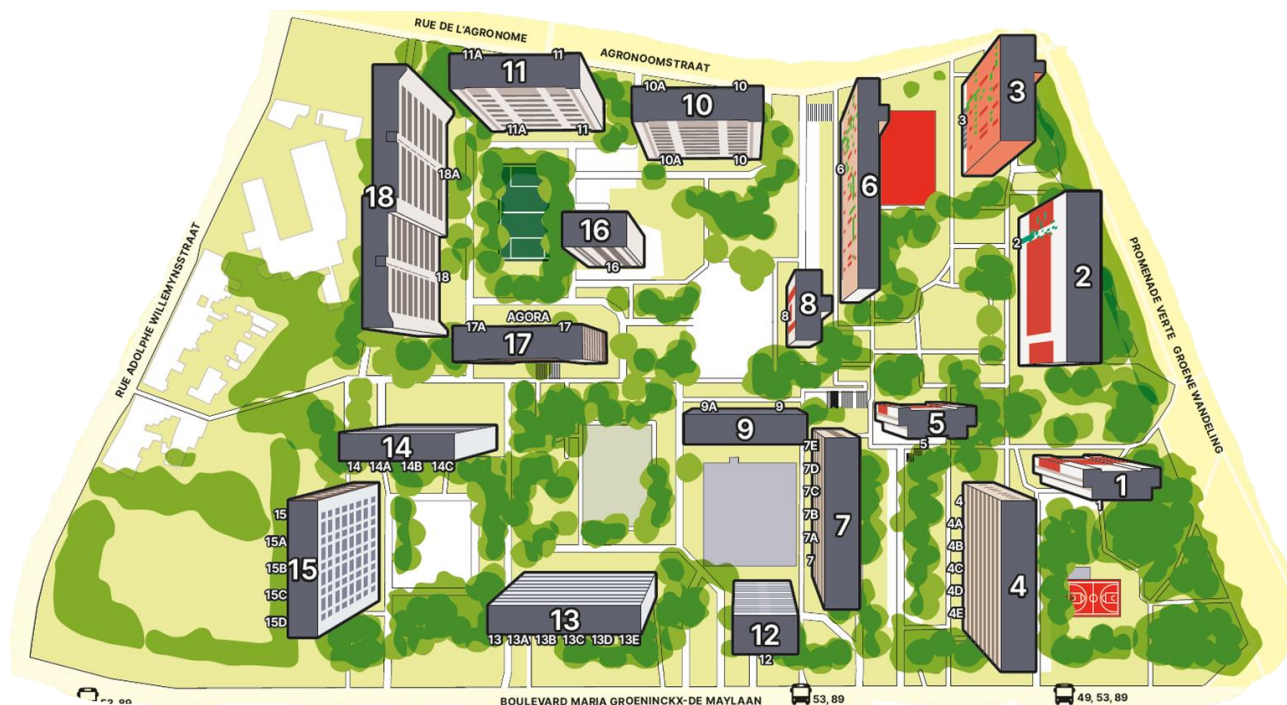 RUE DE L'AGRONOME
AGRONOOMSTRAAT
11A 11
11
11A 11
10A 10
10
10A 10
3
3
6
6
18
18A
18
16
16
2
2
8
8
AGORA
17A 17
17
RUE ADOLPHE WILLEMYNSSTRAAT
PROMENADE VERTE GROENE WANDELING
9A 9
9
5
5
14
14 14A 14B 14C
7E
7D
7C
7B
7A
7
7
1
1
15
15A
15B
15C
15D
15
4
4A
4B
4C
4D
4E
4
13
13 13A 13B 13C 13D 13E
12
12
BOULEVARD MARIA GROENINCKX-DE MAYLAAN
53, 89
53, 89
49, 53, 89